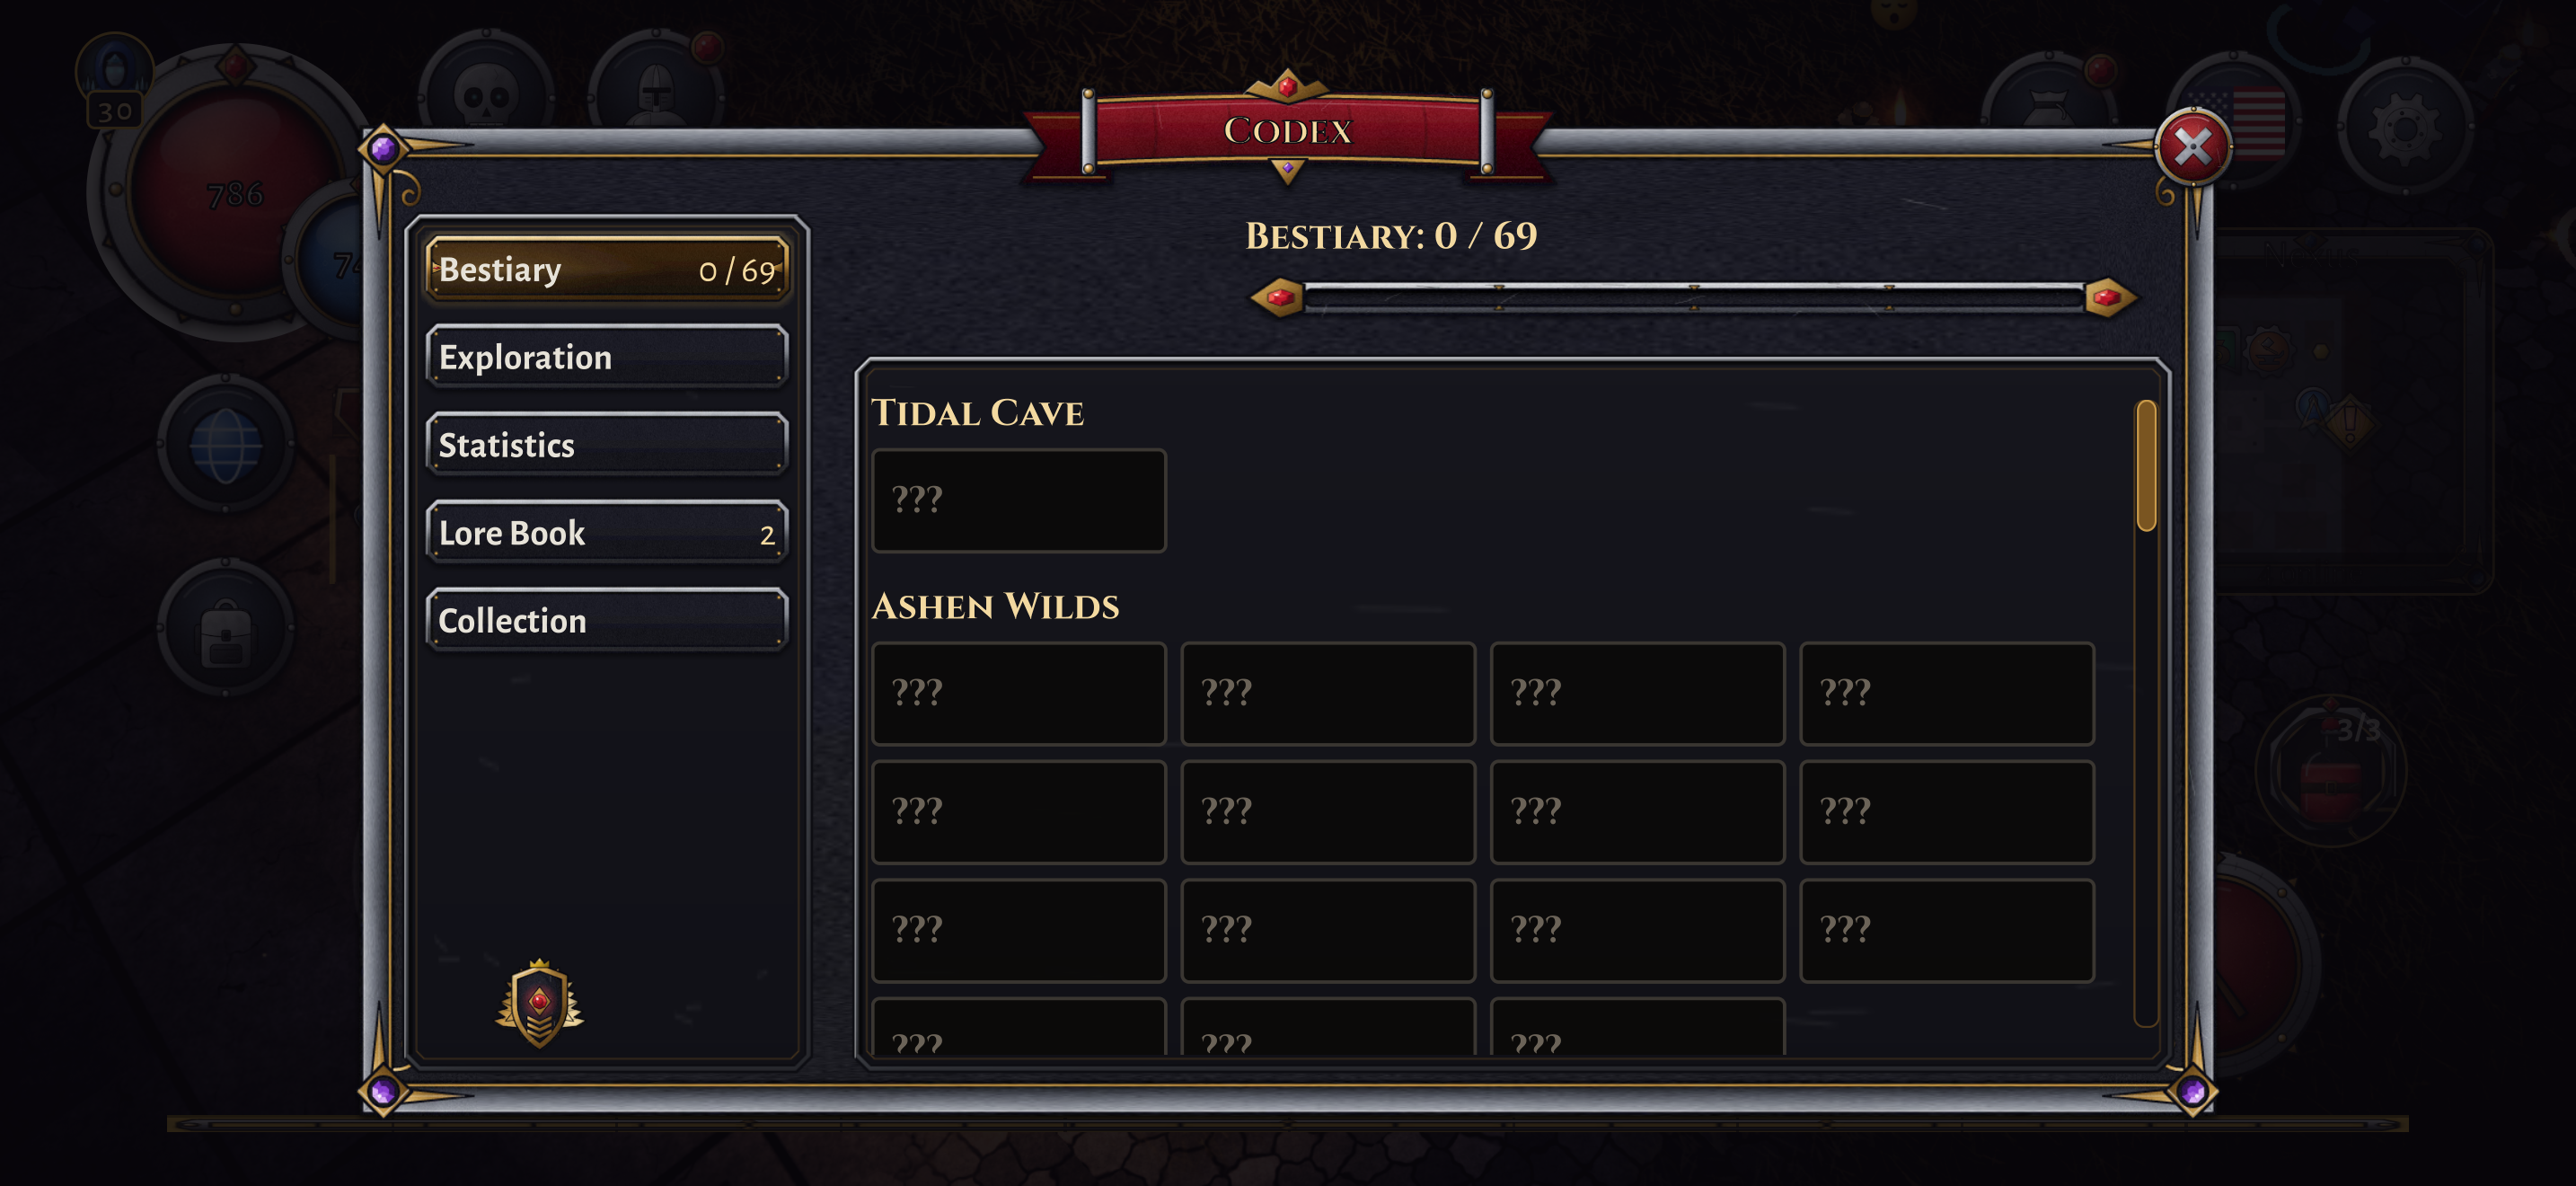 30
786
3/3
Codex
Bestiary 0 / 69
Exploration
Statistics
Lore Book 2
Collection
Bestiary: 0 / 69
Tidal Cave
???
Ashen Wilds
??? ??? ??? ???
??? ??? ??? ???
??? ??? ??? ???
??? ??? ???